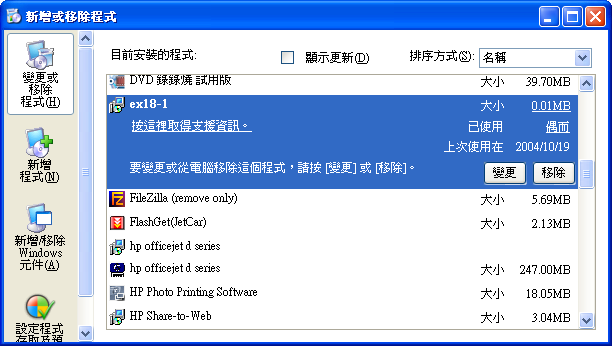 新增或移除程式
變更或
移除
程式(H)
新增
程式(N)
新增/移除
Windows
元件(A)
設定程式
存取及預
目前安裝的程式:
顯示更新(D)
排序方式(S):
名稱
DVD 錄錄燒 試用版 大小 39.70MB
ex18-1 大小 0.01MB
按這裡取得支援資訊。 已使用 偶而
上次使用在 2004/10/19
要變更或從電腦移除這個程式，請按 [變更] 或 [移除]。 變更 移除
FileZilla (remove only) 大小 5.69MB
FlashGet(JetCar) 大小 2.13MB
hp officejet d series
hp officejet d series 大小 247.00MB
HP Photo Printing Software 大小 18.05MB
HP Share-to-Web 大小 3.04MB